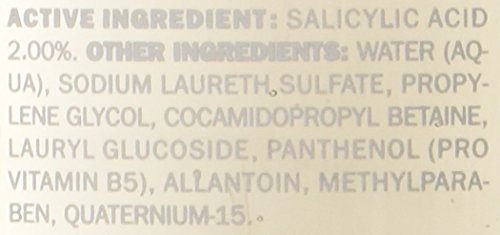 ACTIVE INGREDIENT: SALICYLIC ACID
2.00%. OTHER INGREDIENTS: WATER (AQ-
UA), SODIUM LAURETH SULFATE, PROPY-
LENE GLYCOL, COCAMIDOPROPYL BETAINE,
LAURYL GLUCOSIDE, PANTHENOL (PRO
VITAMIN B5), ALLANTOIN, METHYLPARA-
BEN, QUATERNIUM-15.